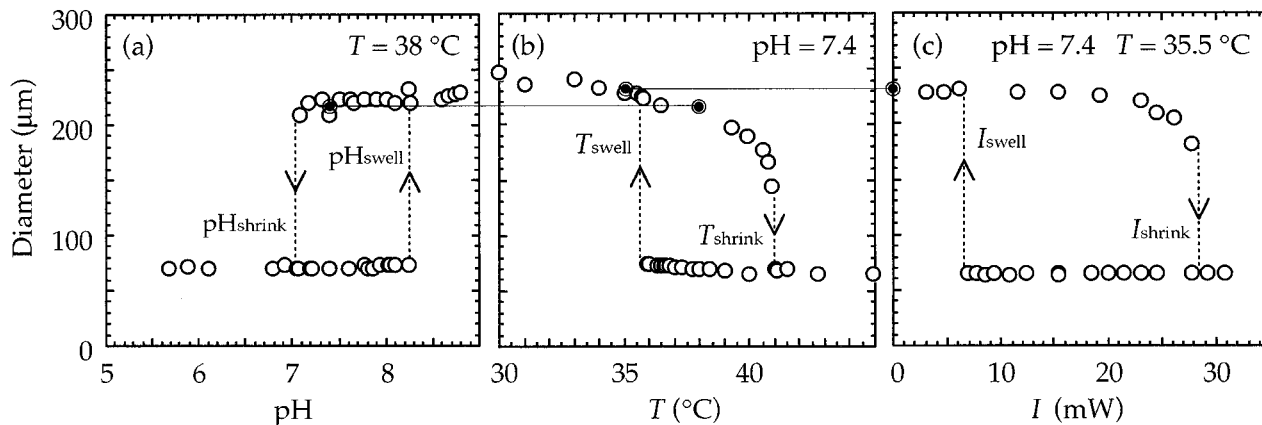 300
(a)
T = 38 °C
(b)
pH = 7.4
(c)
pH = 7.4 T = 35.5 °C
200
100
0
Diameter (μm)
pHswell
pHshrink
Tswell
Tshrink
Iswell
Ishrink
5 6 7 8
30 35 40
0 10 20 30
pH
T (°C)
I (mW)